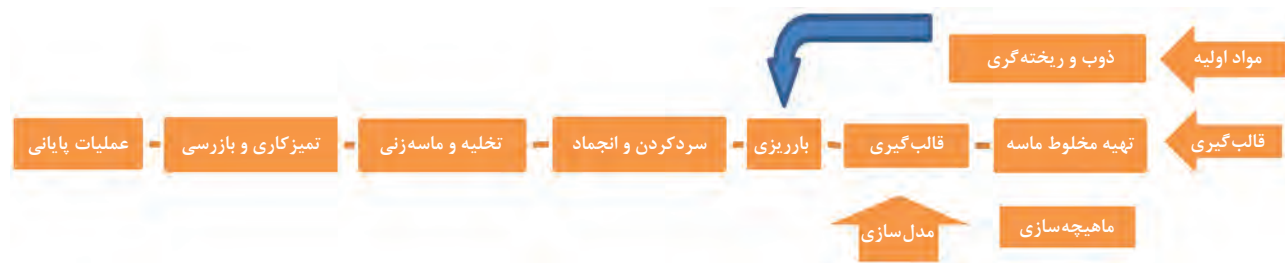 مواد اولیه
ذوب و ریخته‌گری
قالب‌گیری
تهیه مخلوط ماسه
قالب‌گیری
بارریزی
سردکردن و انجماد
تخلیه و ماسه‌زنی
تمیزکاری و بازرسی
عملیات پایانی
ماهیچه‌سازی
مدل‌سازی